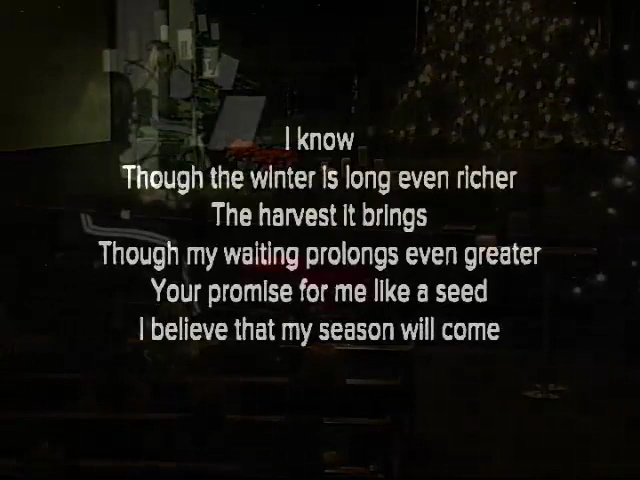 I know
Though the winter is long even richer
The harvest it brings
Though my waiting prolongs even greater
Your promise for me like a seed
I believe that my season will come